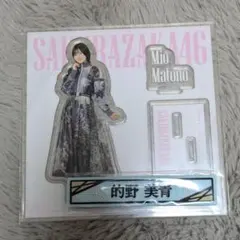 SAKURAZAKA46
Mio
Matono
的野 美青